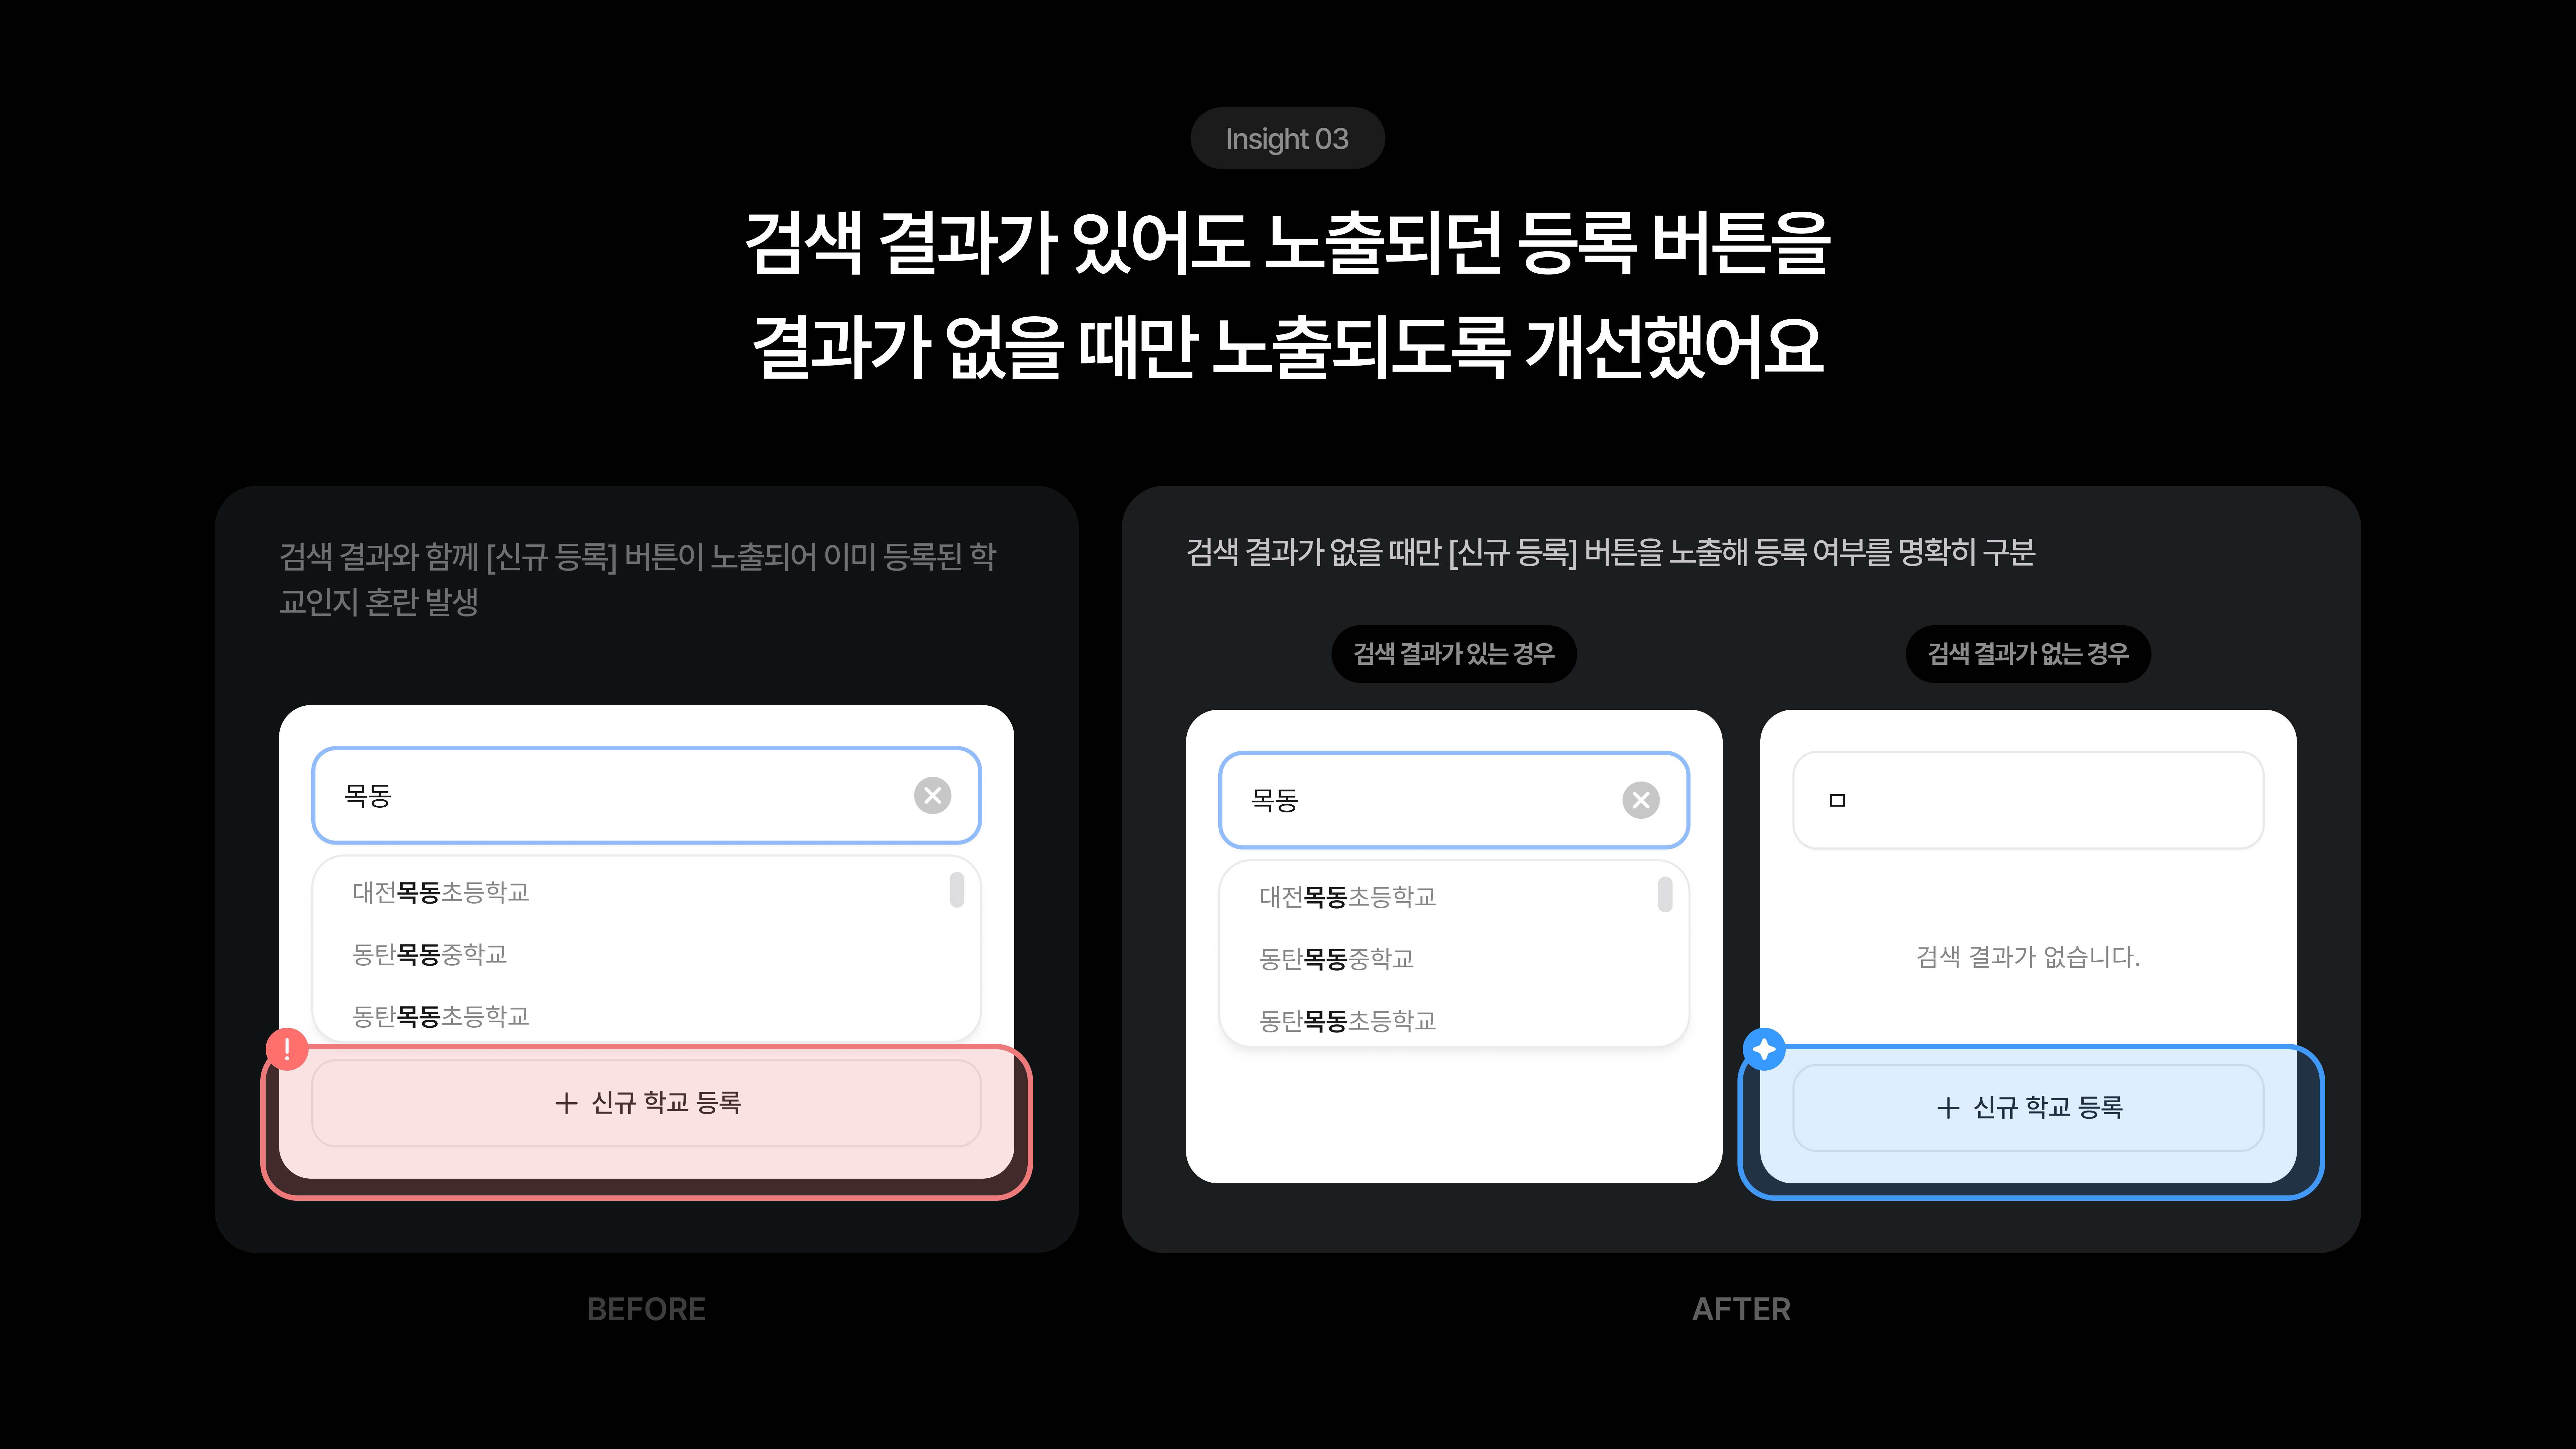 Insight 03
검색 결과가 있어도 노출되던 등록 버튼을
결과가 없을 때만 노출되도록 개선했어요
검색 결과와 함께 [신규 등록] 버튼이 노출되어 이미 등록된 학
교인지 혼란 발생
목동
대전목동초등학교
동탄목동중학교
동탄목동초등학교
+ 신규 학교 등록
BEFORE
검색 결과가 없을 때만 [신규 등록] 버튼을 노출해 등록 여부를 명확히 구분
검색 결과가 있는 경우
목동
대전목동초등학교
동탄목동중학교
동탄목동초등학교
검색 결과가 없는 경우
ㅁ
검색 결과가 없습니다.
+ 신규 학교 등록
AFTER